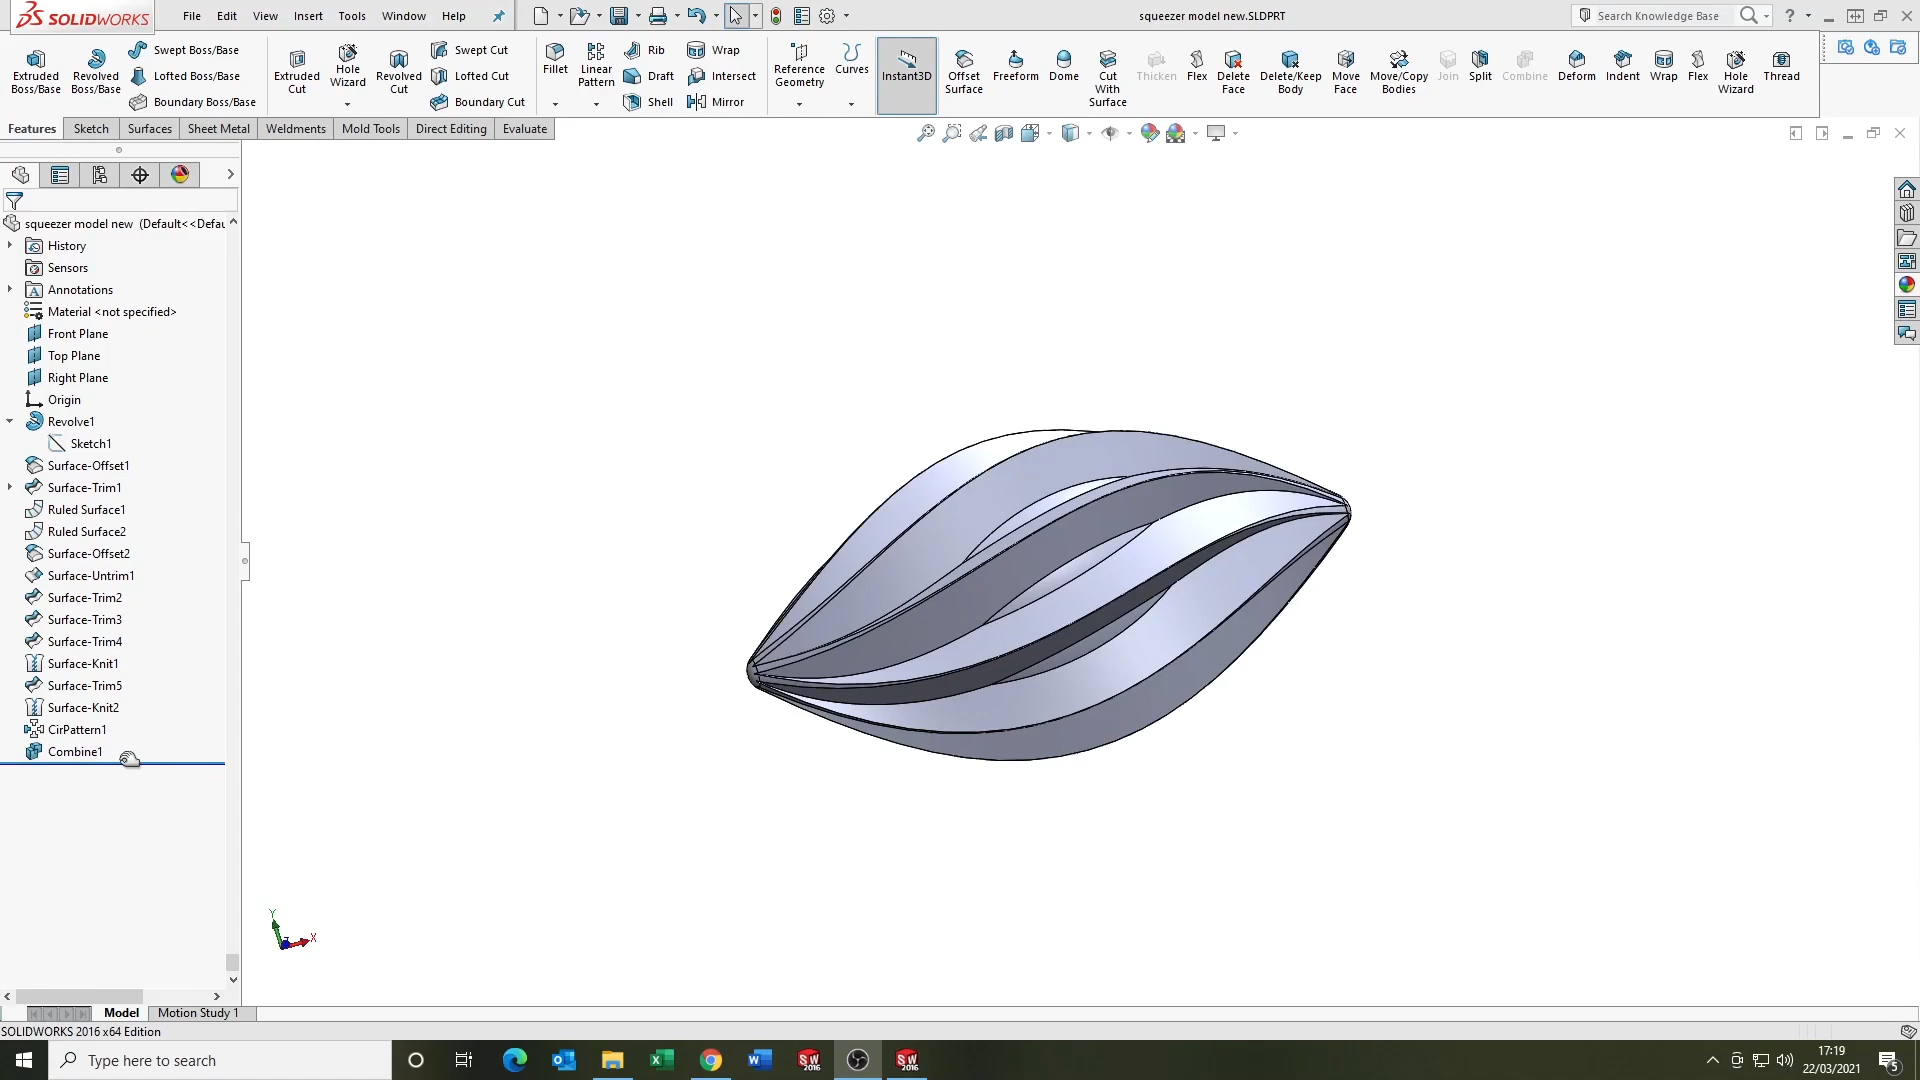 SOLIDWORKS File Edit View Insert Tools Window Help squeezer model new.SLDPRT Search Knowledge Base ?
Extruded Boss/Base
Revolved Boss/Base
Swept Boss/Base
Lofted Boss/Base
Boundary Boss/Base
Extruded Cut
Hole Wizard
Revolved Cut
Swept Cut
Lofted Cut
Boundary Cut
Fillet
Linear Pattern
Rib
Draft
Shell
Wrap
Intersect
Mirror
Reference Geometry
Curves
Instant3D
Offset Surface
Freeform
Dome
Cut With Surface
Thicken
Flex
Delete Face
Delete/Keep Body
Move Face
Move/Copy Bodies
Join
Split
Combine
Deform
Indent
Wrap
Flex
Hole Wizard
Thread
Features Sketch Surfaces Sheet Metal Weldments Mold Tools Direct Editing Evaluate
squeezer model new (Default<<Defau
History
Sensors
Annotations
Material <not specified>
Front Plane
Top Plane
Right Plane
Origin
Revolve1
Sketch1
Surface-Offset1
Surface-Trim1
Ruled Surface1
Ruled Surface2
Surface-Offset2
Surface-Untrim1
Surface-Trim2
Surface-Trim3
Surface-Trim4
Surface-Knit1
Surface-Trim5
Surface-Knit2
CirPattern1
Combine1
Y
Z
X
Model Motion Study 1
SOLIDWORKS 2016 x64 Edition
Type here to search
SW 2016
SW 2016
17:19
22/03/2021
5